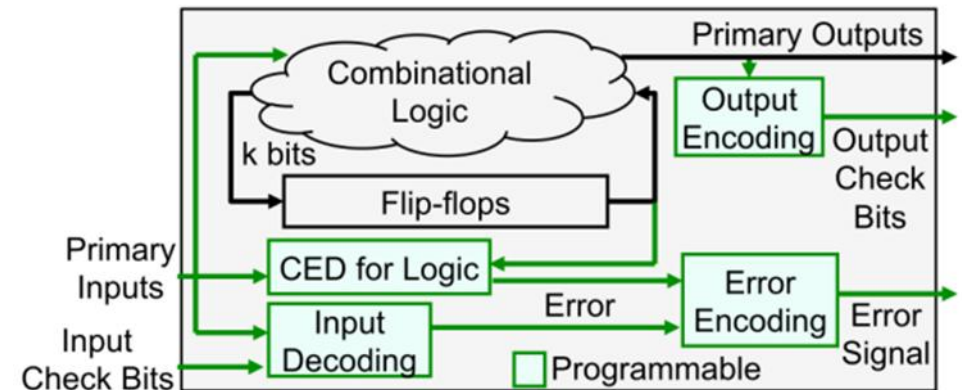 Primary Outputs
Combinational
Logic
Output
Encoding
k bits
Output
Check
Bits
Flip-flops
Primary
Inputs
CED for Logic
Error
Error
Encoding
Error
Signal
Input
Check Bits
Input
Decoding
Programmable